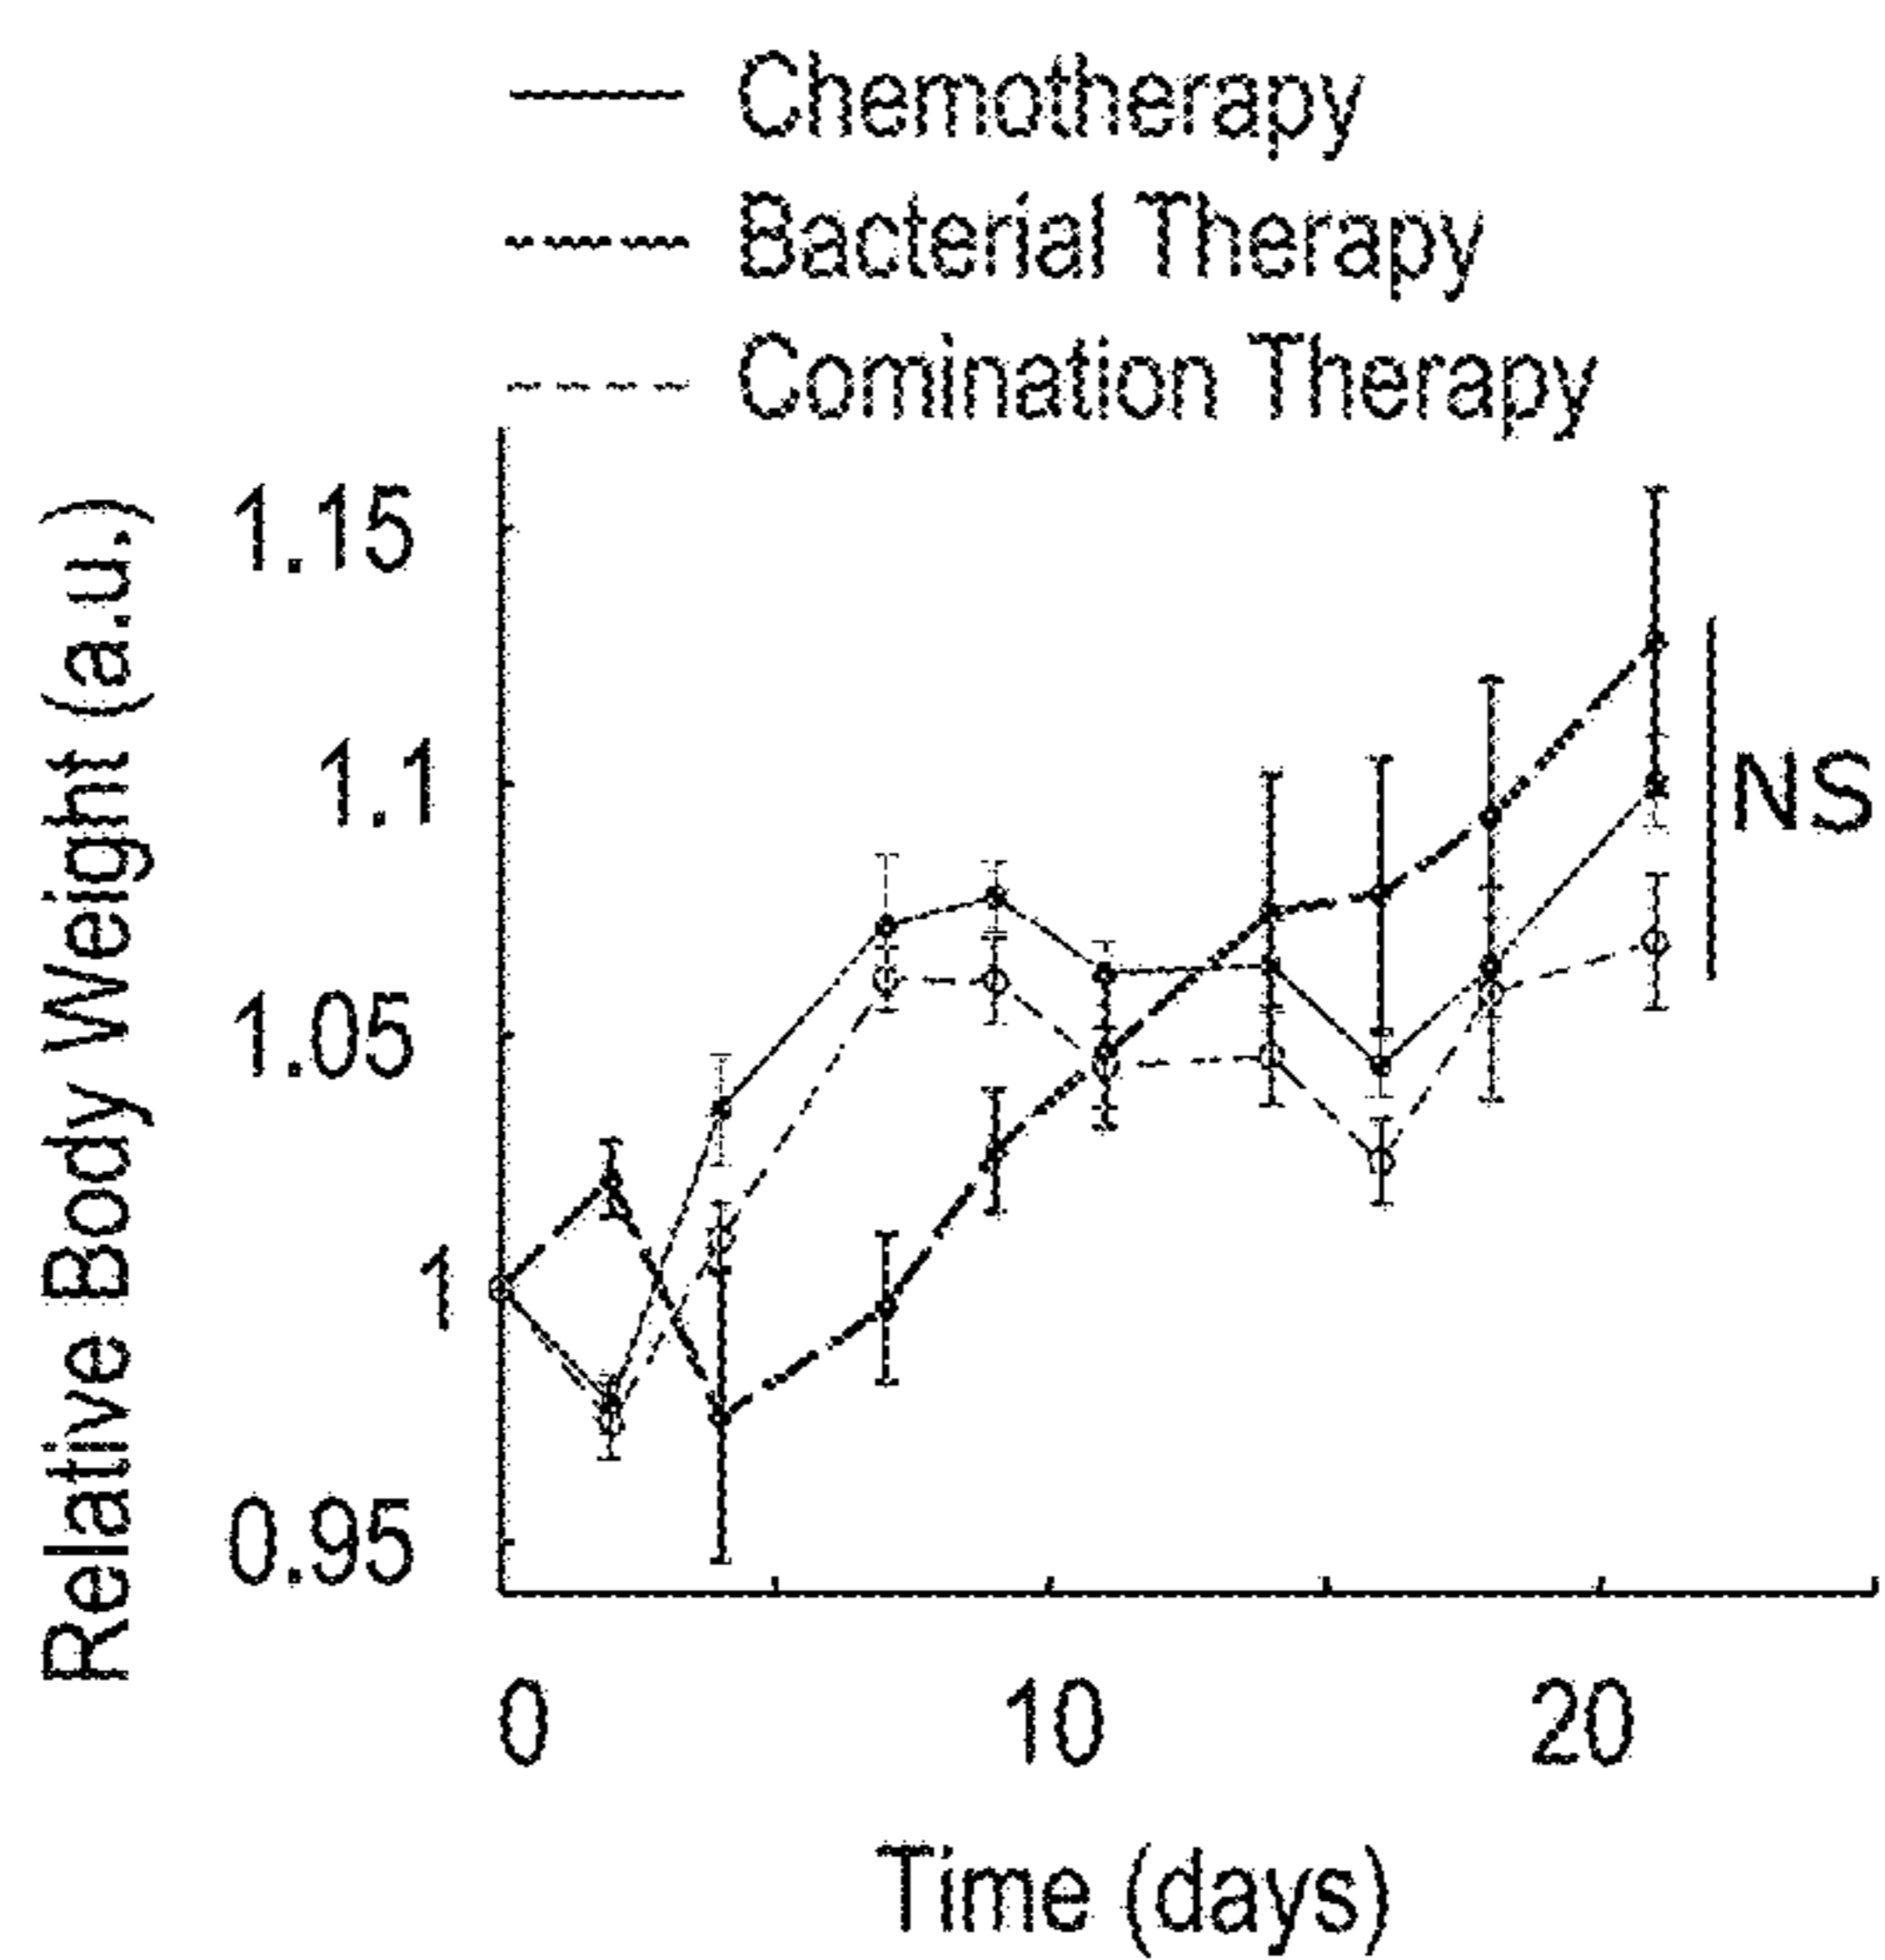 Chemotherapy
Bacterial Therapy
Comination Therapy
Relative Body Weight (a.u.)
1.15
1.1
1.05
1
0.95
NS
0
10
20
Time (days)